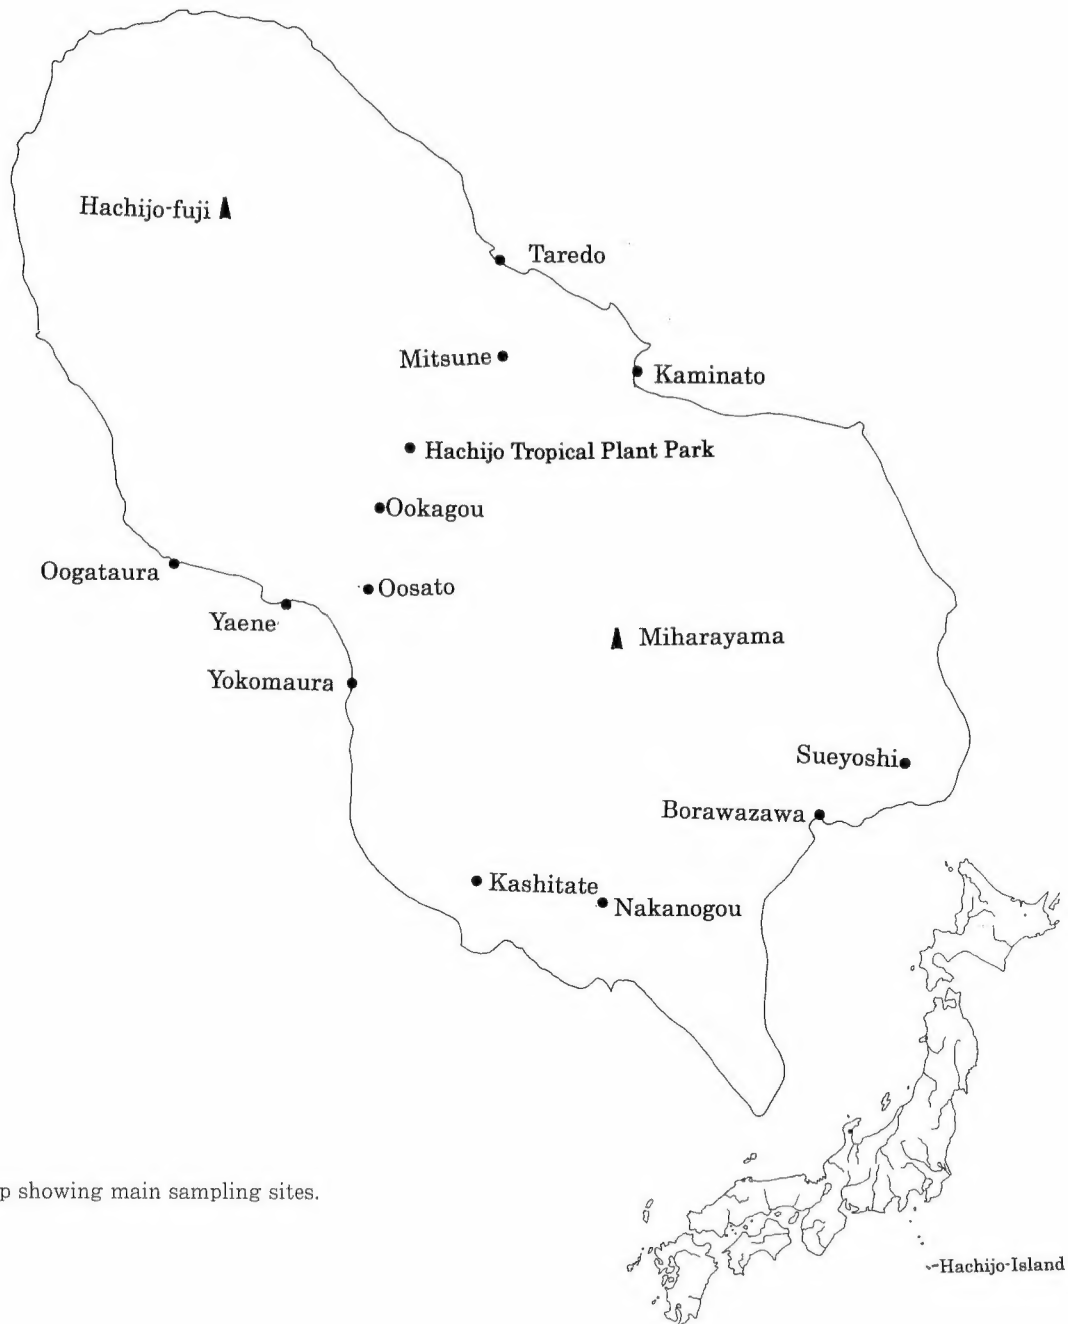 Hachijo-fuji
Taredo
Mitsune
Kaminato
Hachijo Tropical Plant Park
Ookagou
Oogataura
Oosato
Yaene
Miharayama
Yokomaura
Sueyoshi
Borawazawa
Kashitate
Nakanogou
p showing main sampling sites.
Hachijo-Island